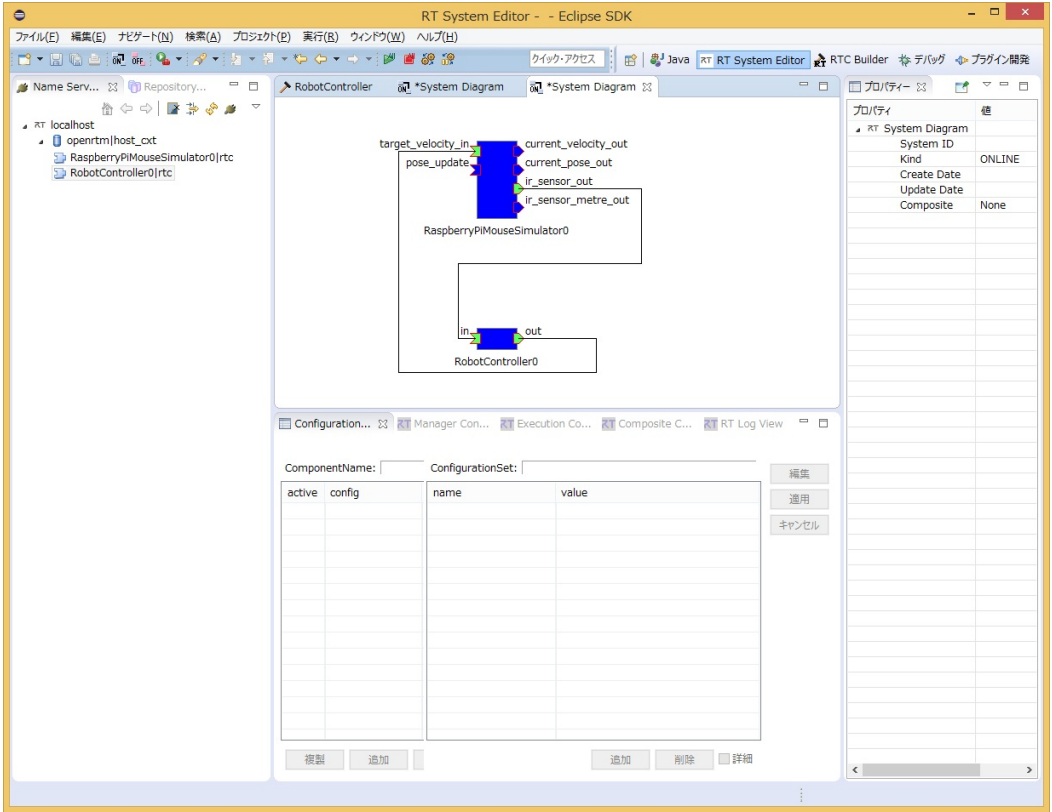 RT System Editor - - Eclipse SDK
ファイル(F) 編集(E) ナビゲート(N) 検索(A) プロジェクト(P) 実行(R) ウィンドウ(W) ヘルプ(H)
クイック・アクセス Java RT RT System Editor RTC Builder デバッグ プラグイン開発
Name Serv... Repository...
RT localhost
openrtm|host_cxt
RaspberryPiMouseSimulator0|rtc
RobotController0|rtc
RobotController *System Diagram *System Diagram
target_velocity_in current_velocity_out
pose_update current_pose_out
ir_sensor_out
ir_sensor_metre_out
RaspberryPiMouseSimulator0
in out
RobotController0
Configuration... RT Manager Con... RT Execution Co... RT Composite C... RT RT Log View
ComponentName: ConfigurationSet:
active config name value
編集
適用
キャンセル
複製 追加 追加 削除 詳細
プロパティー
プロパティ 値
RT System Diagram
System ID
Kind ONLINE
Create Date
Update Date
Composite None